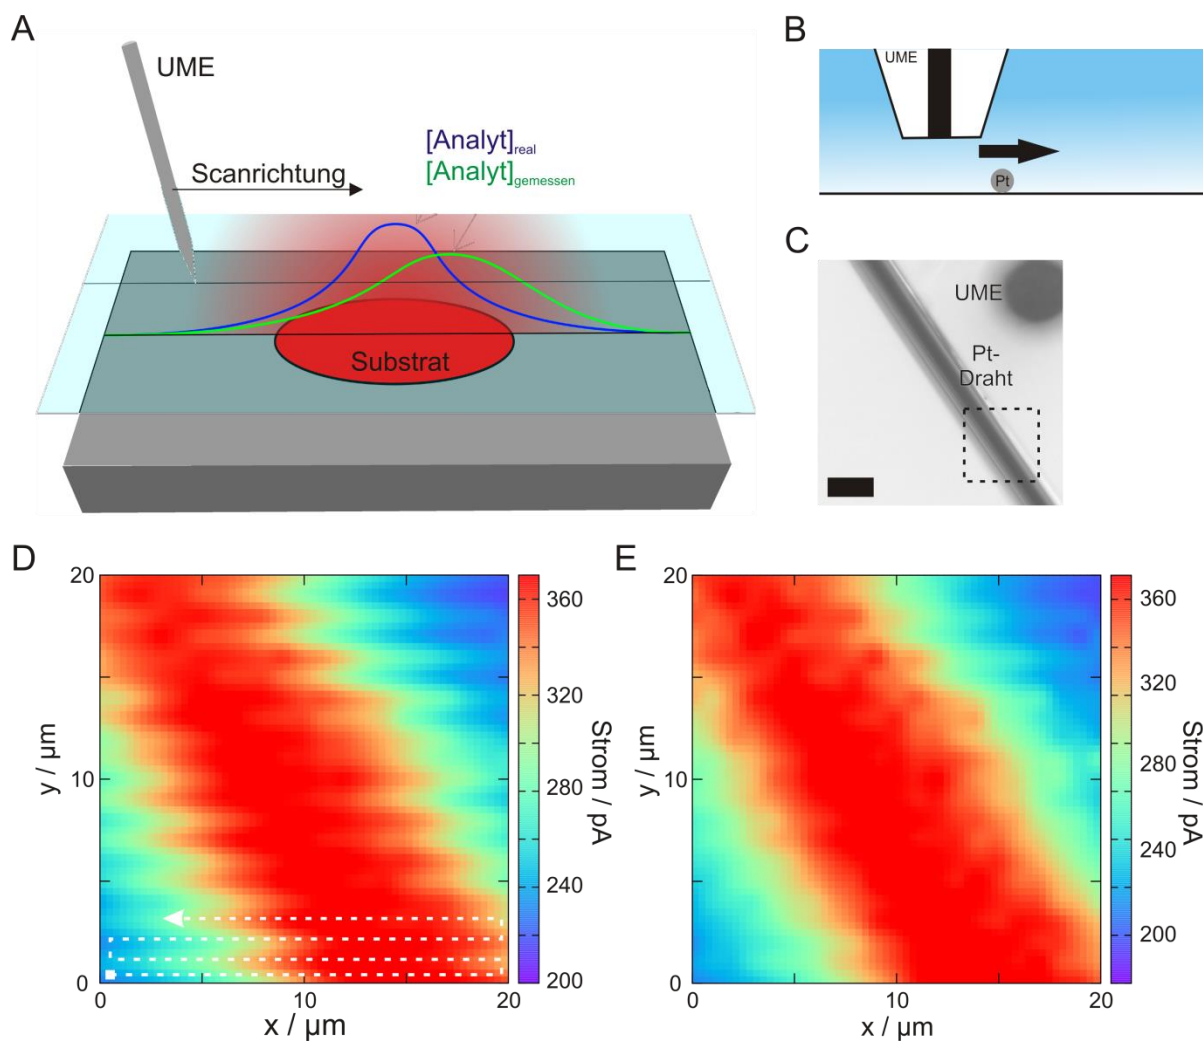 A
UME
[Analyt]real
[Analyt]gemessen
Scanrichtung
Substrat
B
UME
Pt
C
UME
Pt-
Draht
D
20
10
0
0
10
20
y / µm
x / µm
360
320
280
240
200
Strom / pA
E
20
10
0
0
10
20
y / µm
x / µm
360
320
280
240
200
Strom / pA